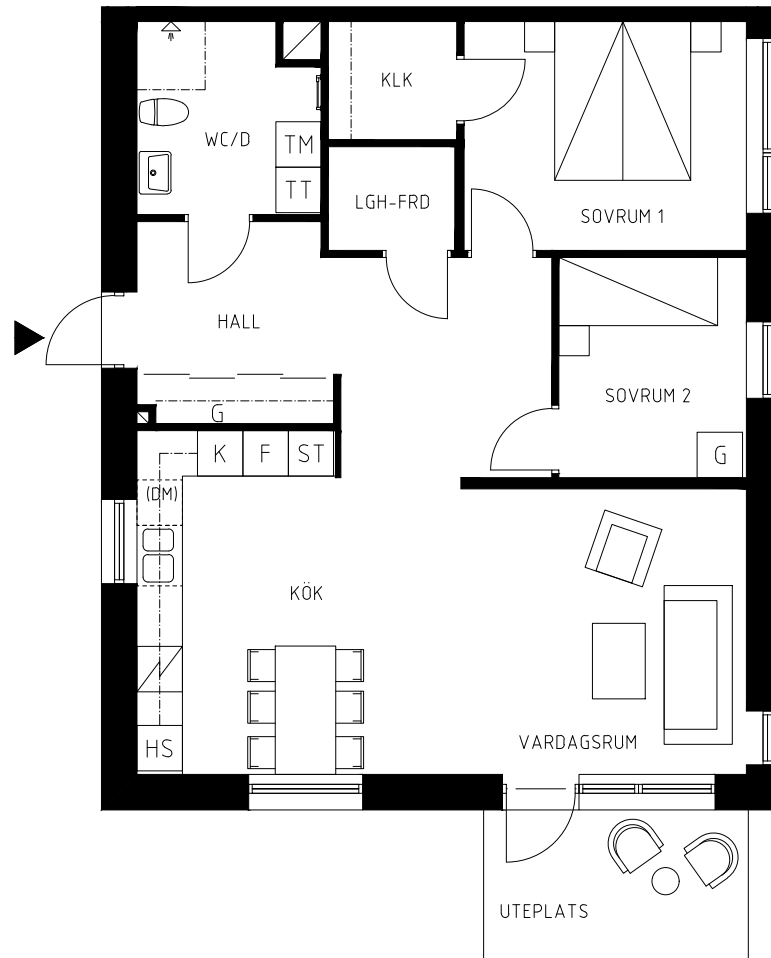 KLK
WC/D
TM
TT
LGH-FRD
SOVRUM 1
HALL
SOVRUM 2
G
G
K
F
ST
(DM)
KÖK
HS
VARDAGSRUM
UTEPLATS